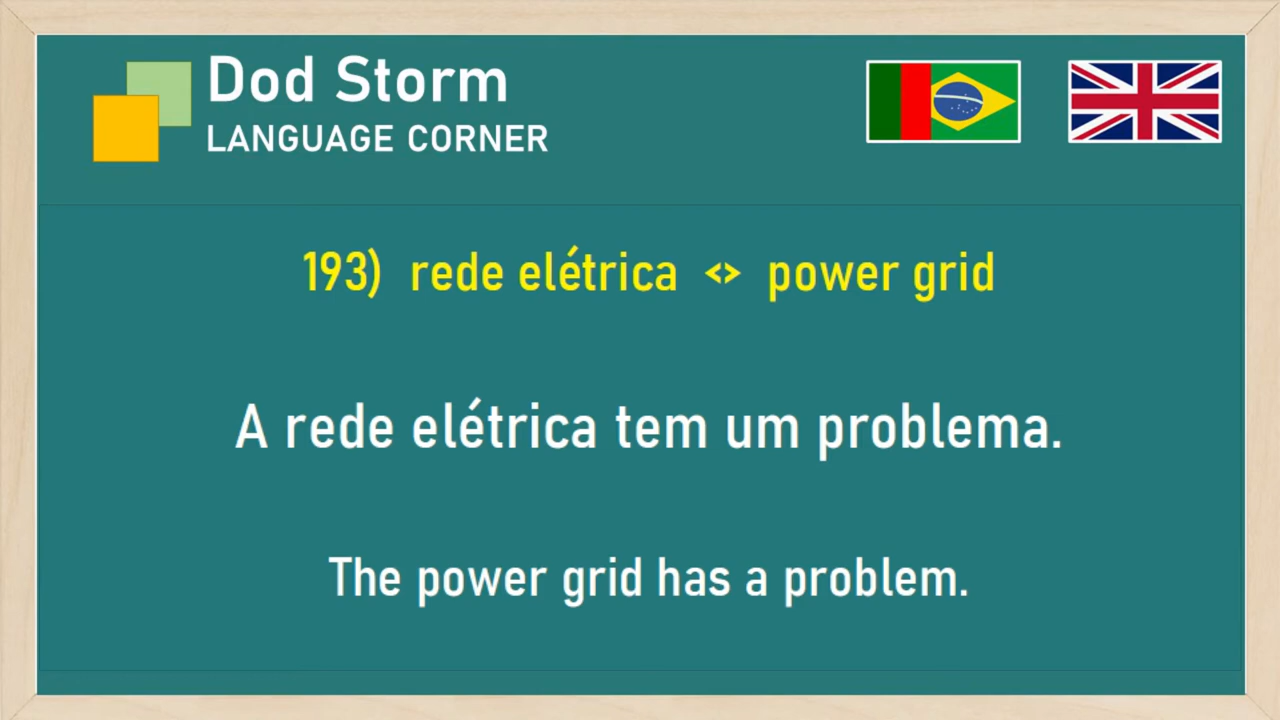 Dod Storm
LANGUAGE CORNER
193) rede elétrica <> power grid
A rede elétrica tem um problema.
The power grid has a problem.